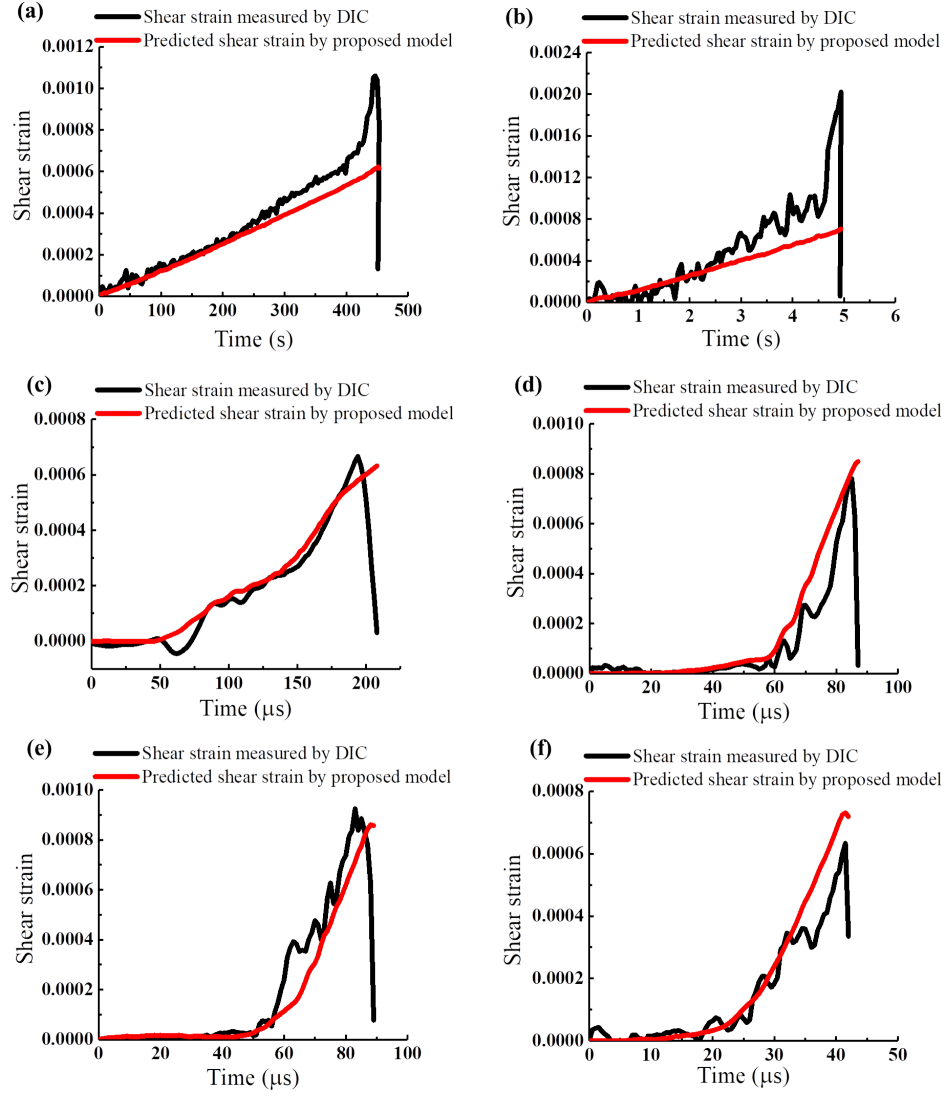 (a)
Shear strain measured by DIC
Predicted shear strain by proposed model
0.0012
0.0010
0.0008
0.0006
0.0004
0.0002
0.0000
Shear strain
0 100 200 300 400 500
Time (s)
(b)
Shear strain measured by DIC
Predicted shear strain by proposed model
0.0024
0.0020
0.0016
0.0012
0.0008
0.0004
0.0000
Shear strain
0 1 2 3 4 5 6
Time (s)
(c)
Shear strain measured by DIC
Predicted shear strain by proposed model
0.0008
0.0006
0.0004
0.0002
0.0000
Shear strain
0 50 100 150 200
Time (μs)
(d)
Shear strain measured by DIC
Predicted shear strain by proposed model
0.0010
0.0008
0.0006
0.0004
0.0002
0.0000
Shear strain
0 20 40 60 80 100
Time (μs)
(e)
Shear strain measured by DIC
Predicted shear strain by proposed model
0.0010
0.0008
0.0006
0.0004
0.0002
0.0000
Shear strain
0 20 40 60 80 100
Time (μs)
(f)
Shear strain measured by DIC
Predicted shear strain by proposed model
0.0008
0.0006
0.0004
0.0002
0.0000
Shear strain
0 10 20 30 40 50
Time (μs)